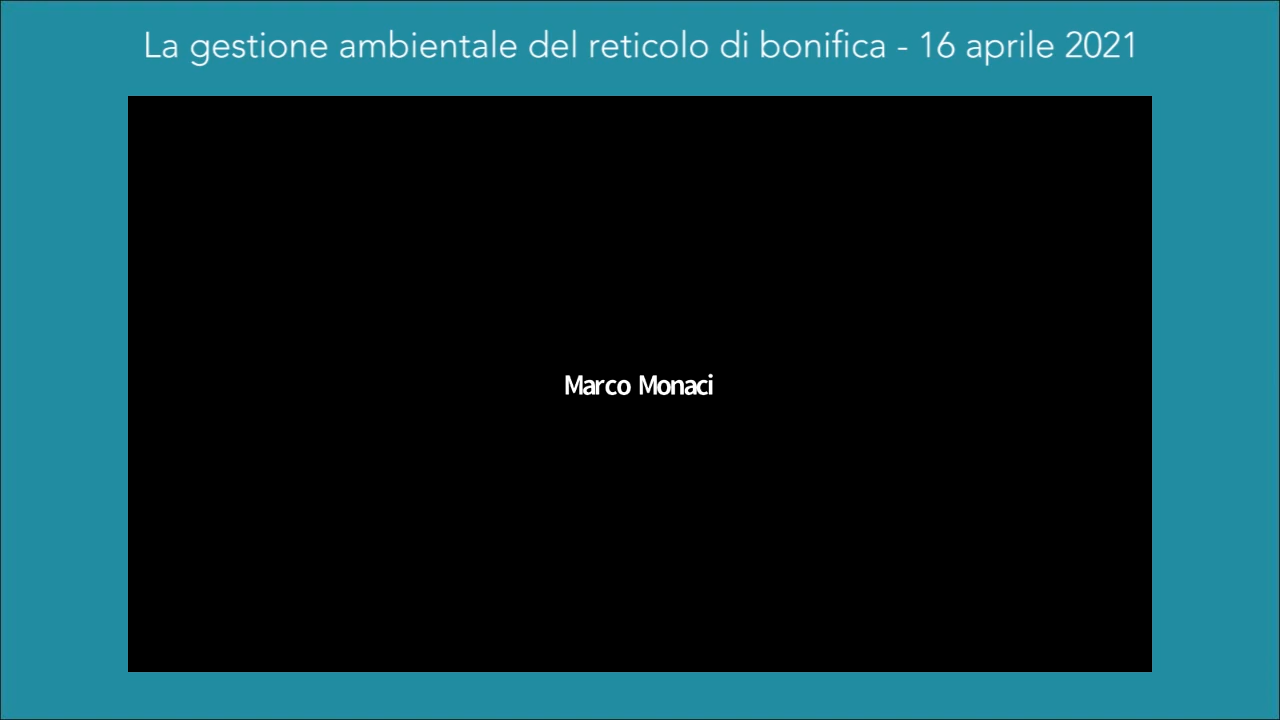 La gestione ambientale del reticolo di bonifica - 16 aprile 2021
Marco Monaci